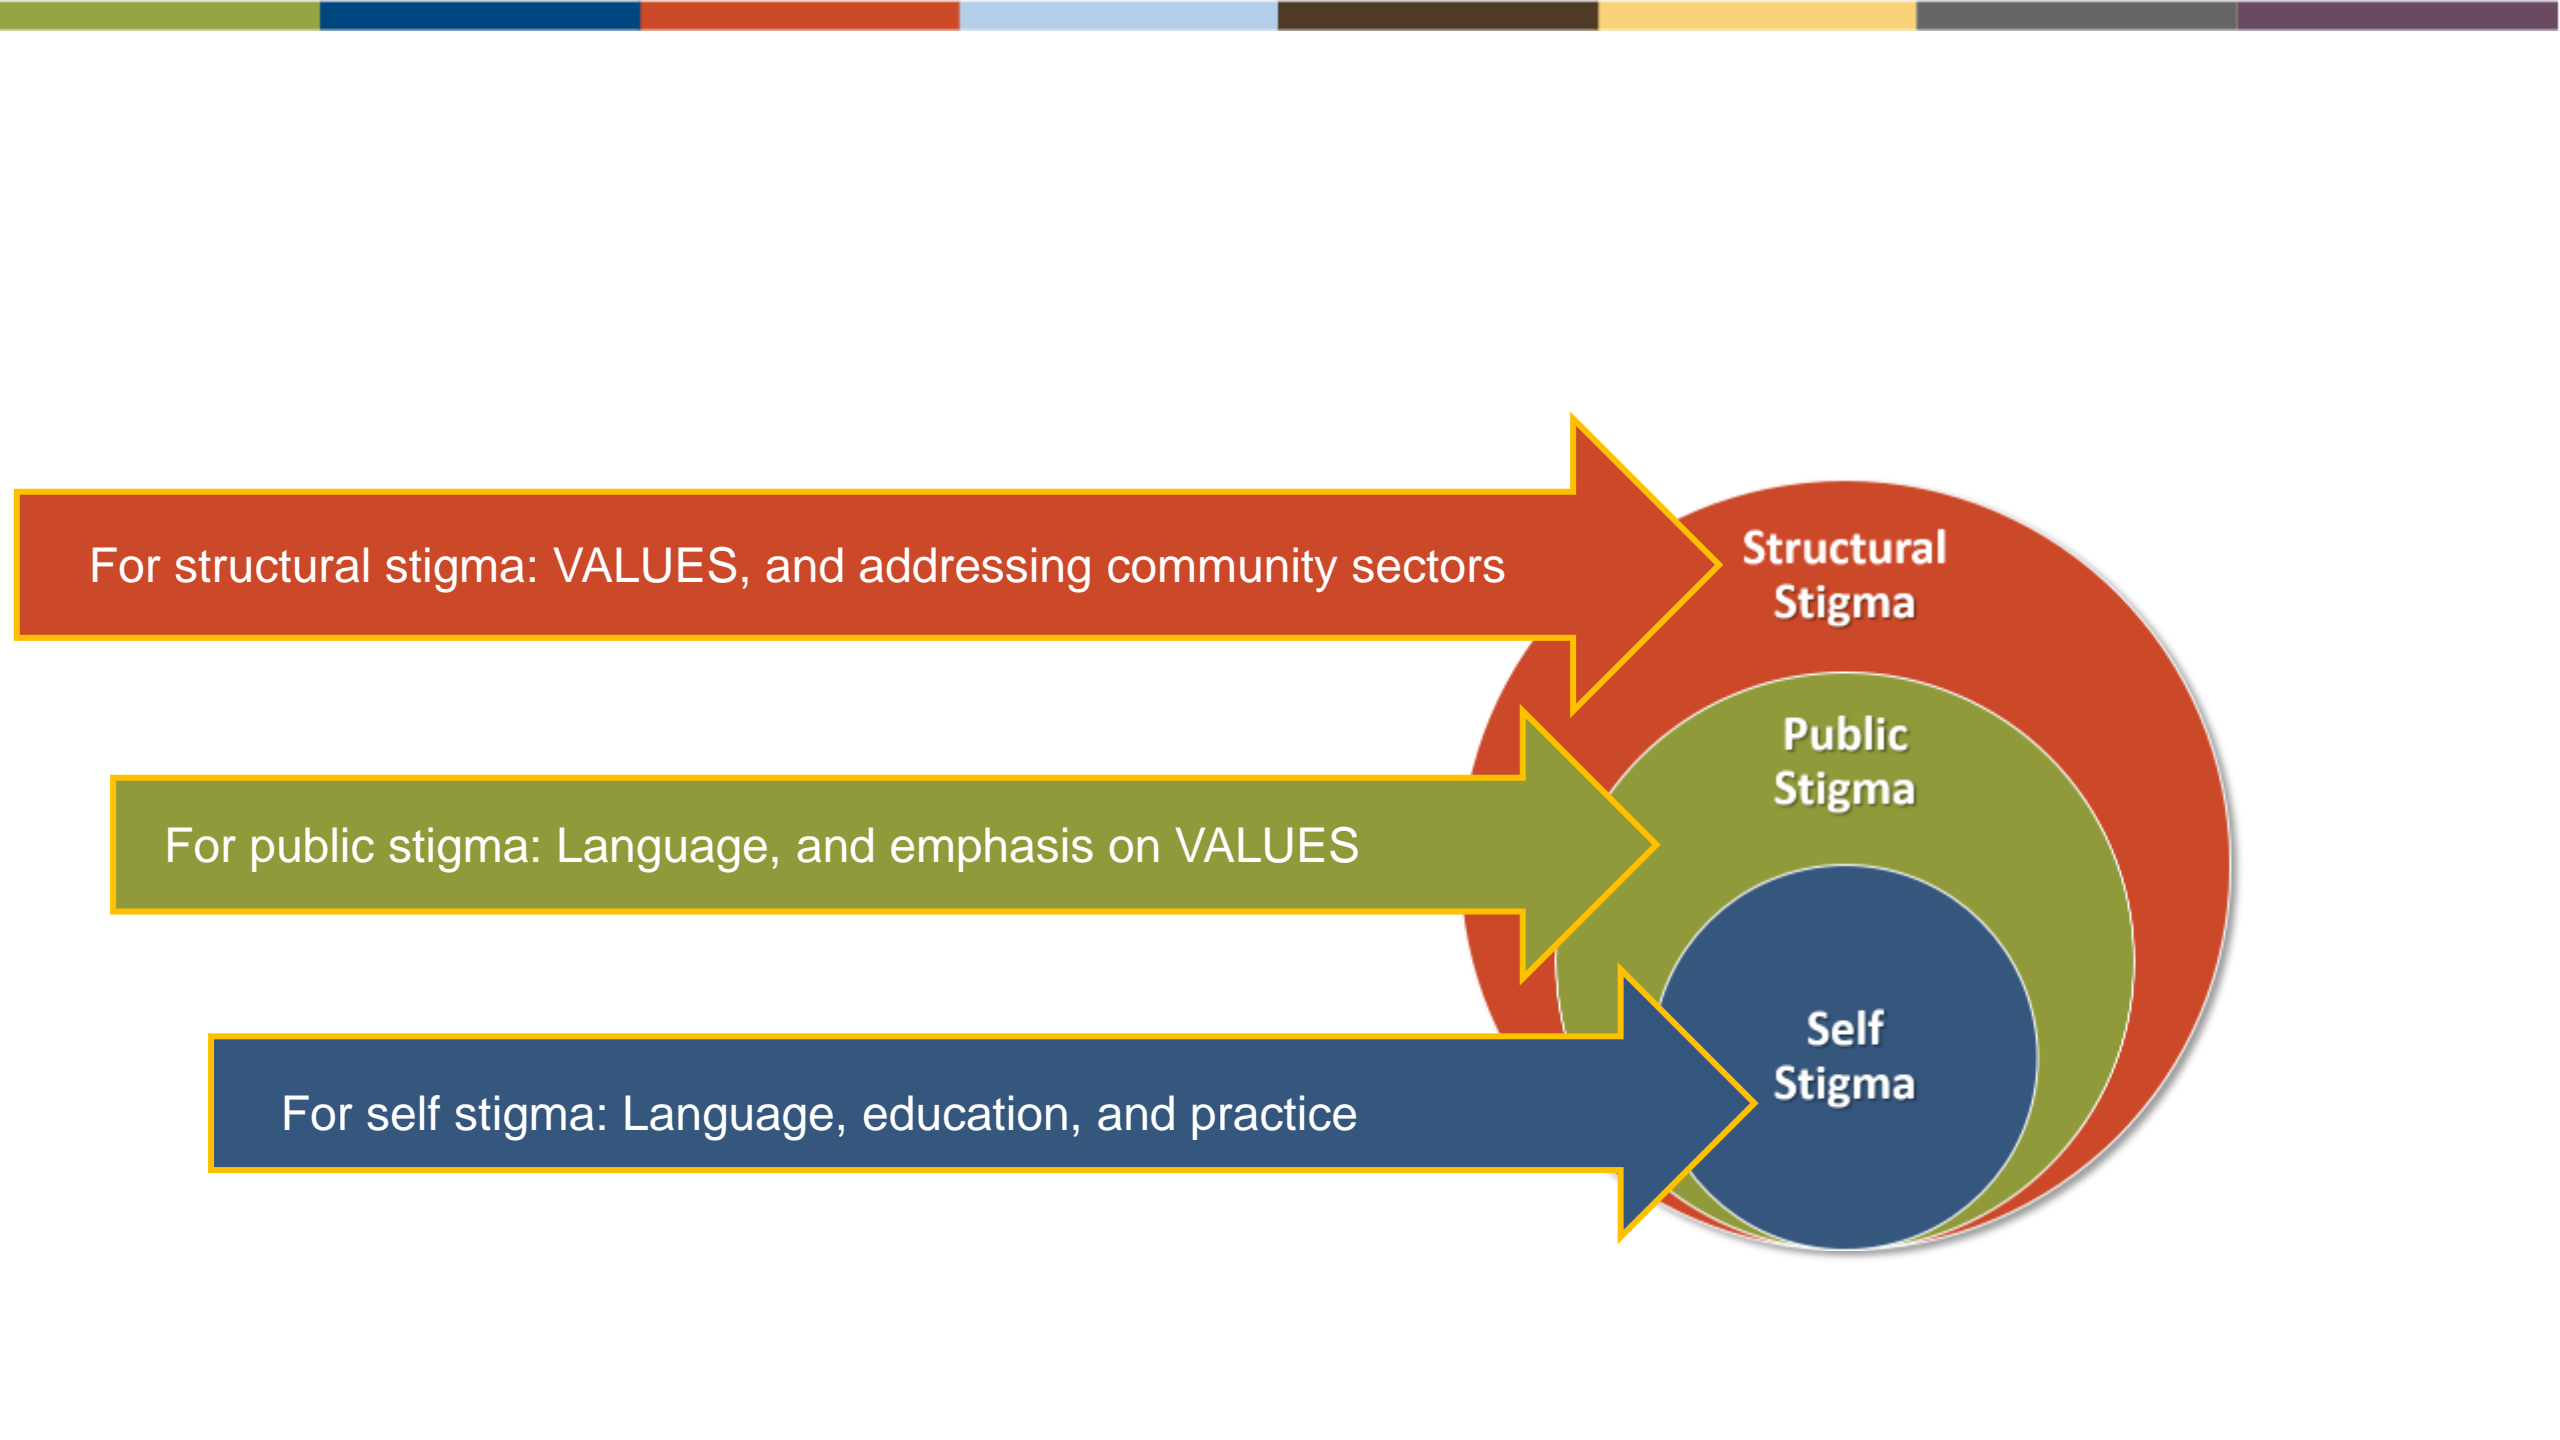 For structural stigma: VALUES, and addressing community sectors
Structural
Stigma
Public
Stigma
For public stigma: Language, and emphasis on VALUES
Self
Stigma
For self stigma: Language, education, and practice